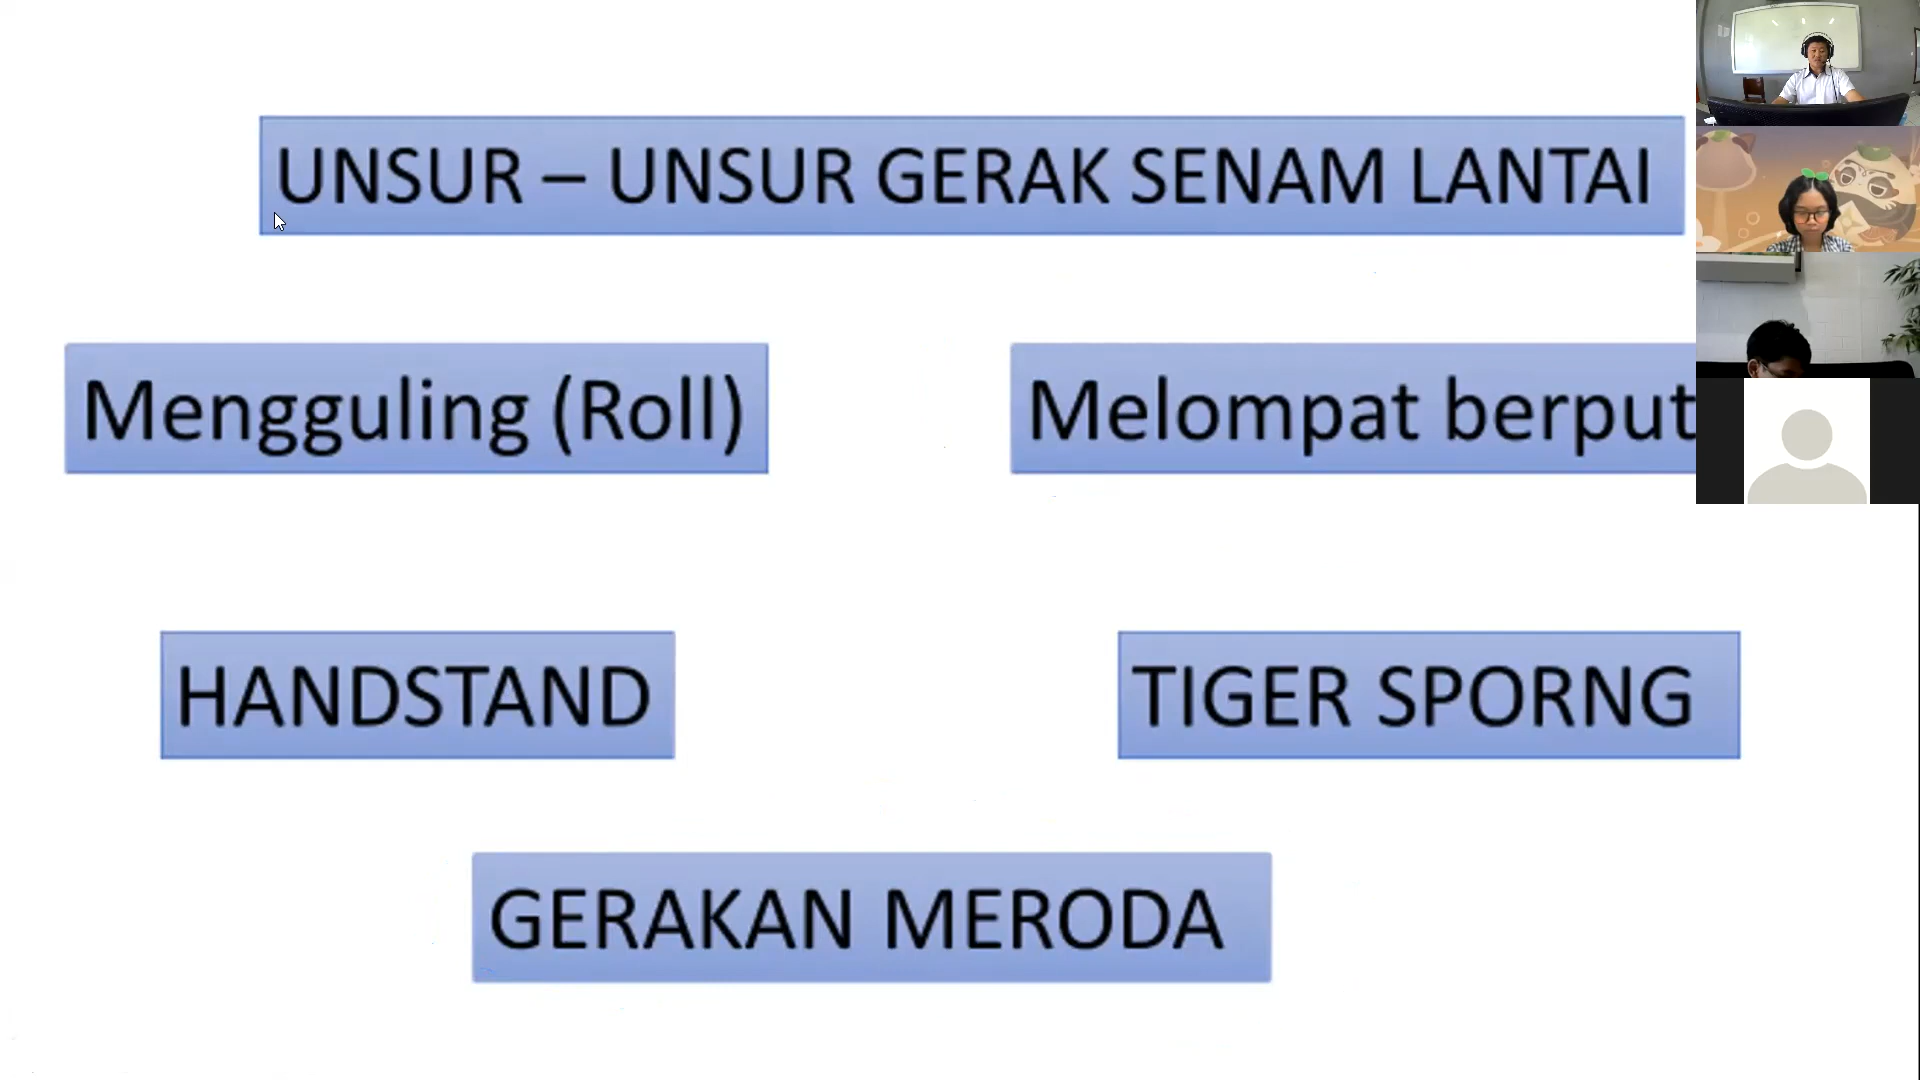 UNSUR – UNSUR GERAK SENAM LANTAI
Mengguling (Roll)
Melompat berput
HANDSTAND
TIGER SPORNG
GERAKAN MERODA